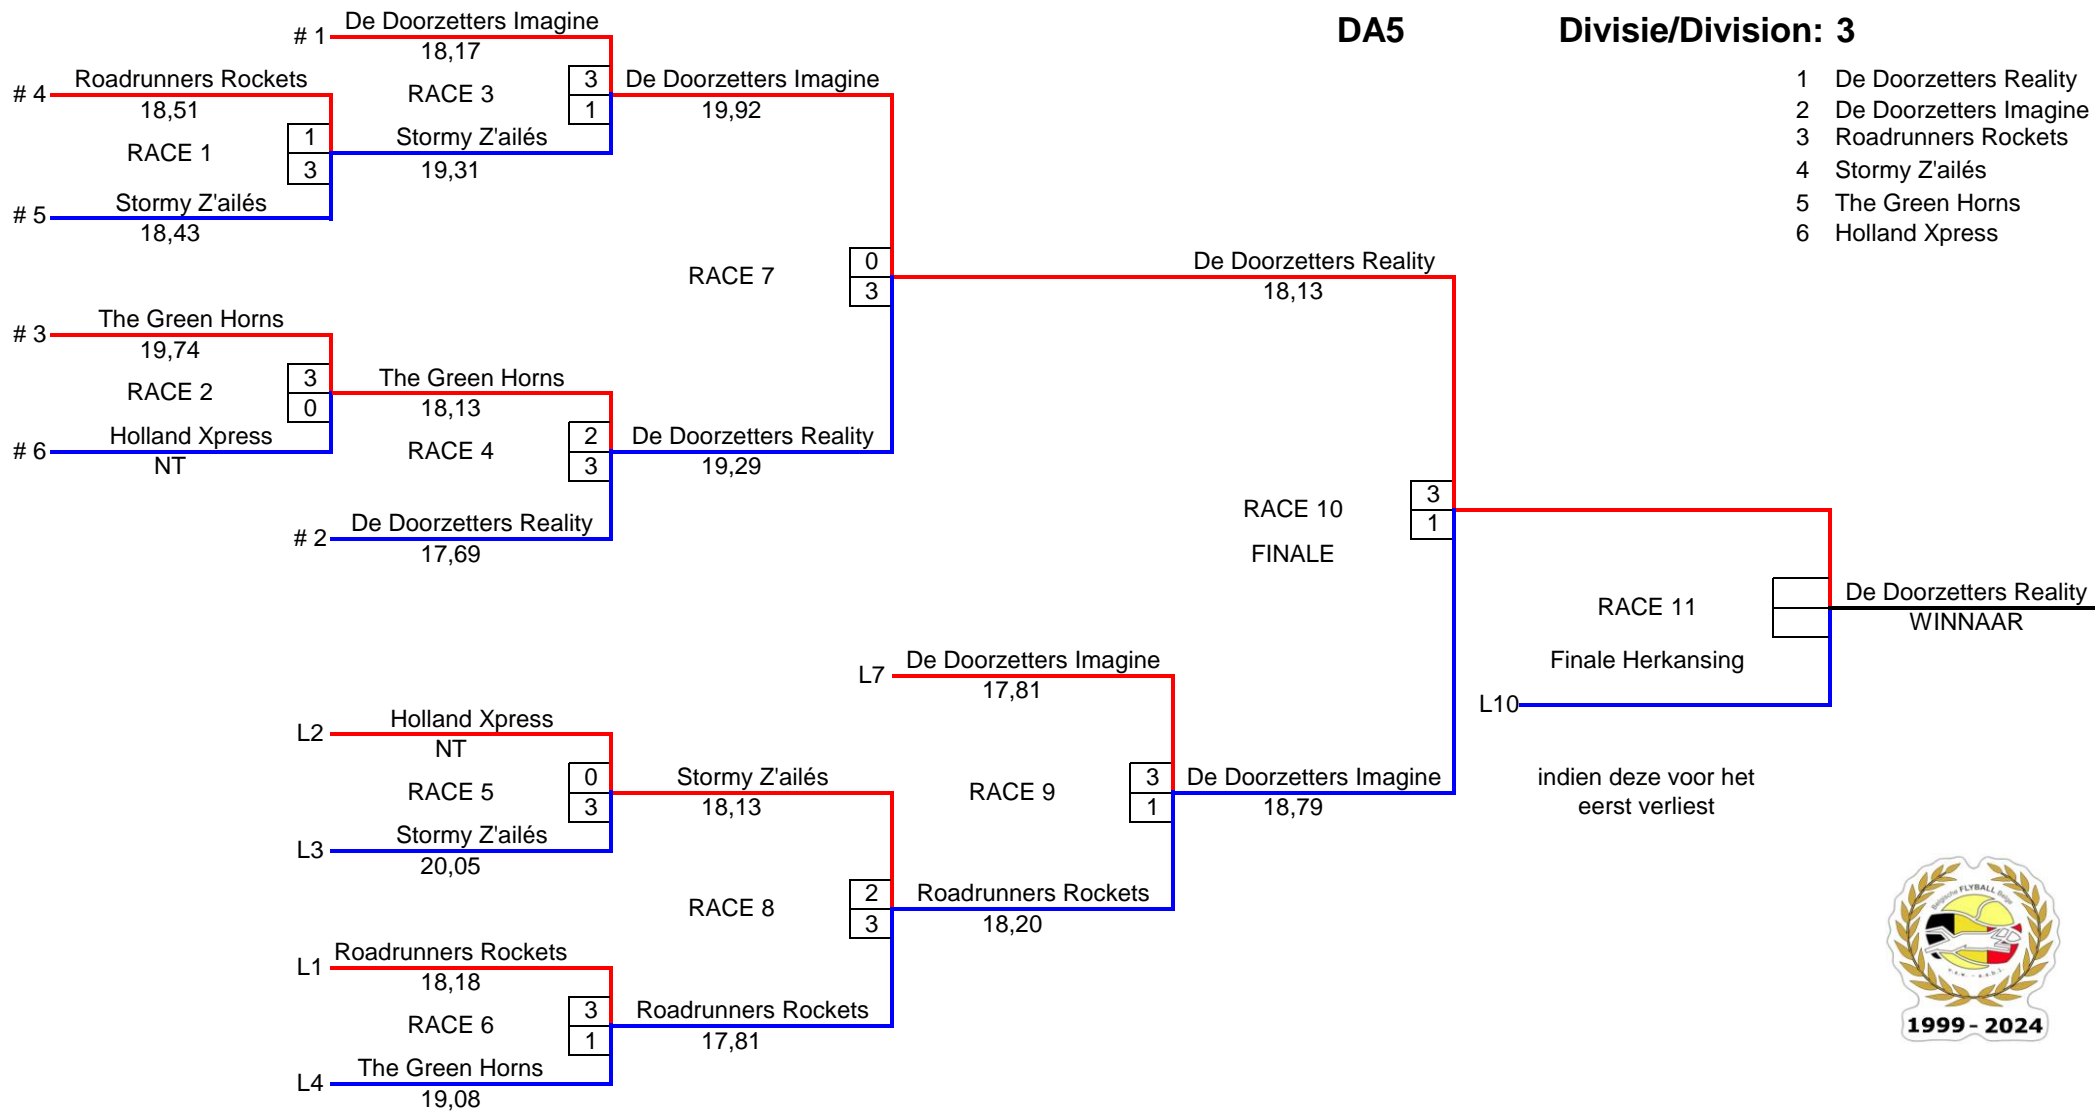 DA5 Divisie/Division: 3
1 De Doorzetters Reality
2 De Doorzetters Imagine
3 Roadrunners Rockets
4 Stormy Z'ailés
5 The Green Horns
6 Holland Xpress
# 1 De Doorzetters Imagine
18,17
RACE 3
3
1
Stormy Z'ailés
19,31
# 4 Roadrunners Rockets
18,51
RACE 1
1
3
# 5 Stormy Z'ailés
18,43
De Doorzetters Imagine
19,92
RACE 7
0
3
# 3 The Green Horns
19,74
RACE 2
3
0
# 6 Holland Xpress
NT
The Green Horns
18,13
RACE 4
2
3
# 2 De Doorzetters Reality
17,69
De Doorzetters Reality
19,29
De Doorzetters Reality
18,13
RACE 10
FINALE
3
1
RACE 11
Finale Herkansing
L10
indien deze voor het
eerst verliest
De Doorzetters Reality
WINNAAR
L7 De Doorzetters Imagine
17,81
RACE 9
3
1
De Doorzetters Imagine
18,79
L2 Holland Xpress
NT
RACE 5
0
3
L3 Stormy Z'ailés
20,05
Stormy Z'ailés
18,13
RACE 8
2
3
Roadrunners Rockets
18,20
L1 Roadrunners Rockets
18,18
RACE 6
3
1
L4 The Green Horns
19,08
Roadrunners Rockets
17,81
Belgische FLYBALL Belge
v.z.w. - a.s.b.l.
1999 - 2024